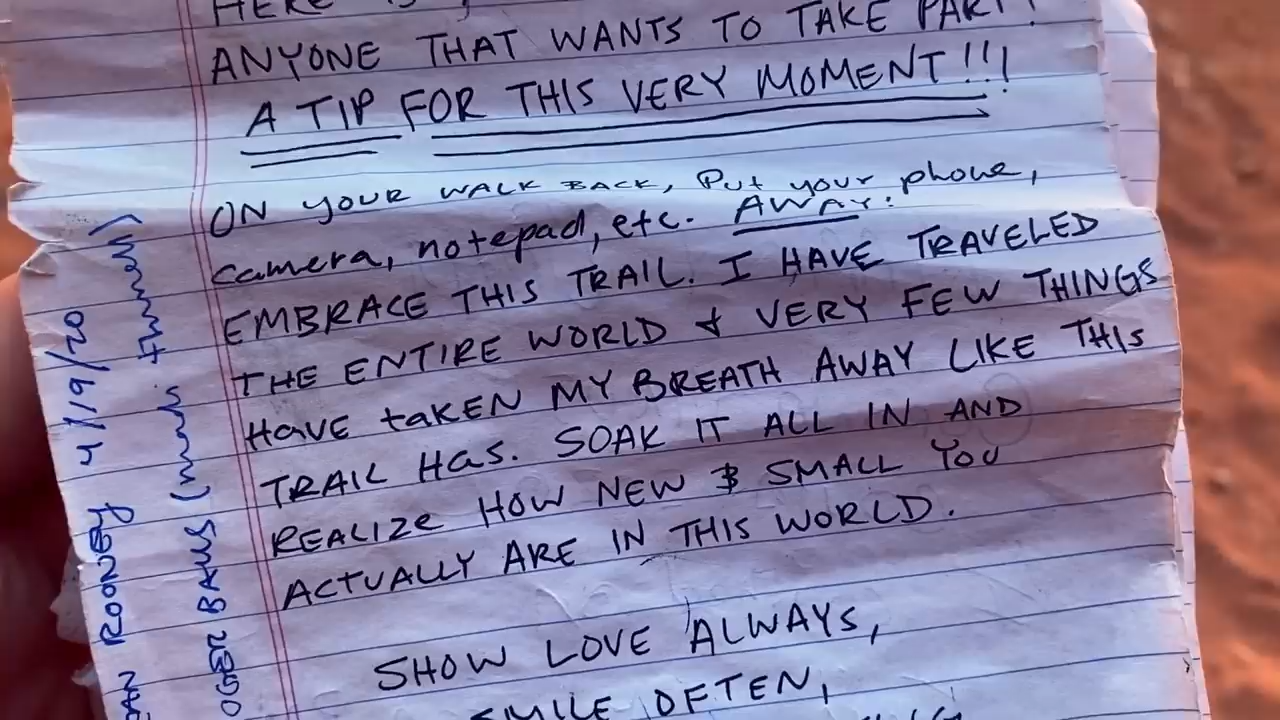 HERE IS
ANYONE THAT WANTS TO TAKE PART!
A TIP FOR THIS VERY MOMENT!!!
ON YOUR WALK BACK, Put your phone,
camera, notepad, etc. AWAY!
EMBRACE THIS TRAIL. I HAVE TRAVELED
THE ENTIRE WORLD & VERY FEW THINGS
HAVE taKEN MY BREATH AWAY LIKE THIS
TRAIL HaS. SOAK IT ALL IN AND
REALIZe HOW NEW & SMALL YOU
ACTUALLY ARE IN THIS WORLD.
SHOW LOVE ALWAYS,
SMILE OFTEN,
ROONEY 4/19/20